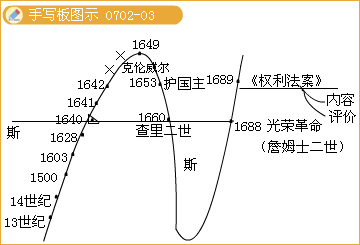 手写板图示 0702-03
1649
克伦威尔
1642
1653 护国主
1689 《权利法案》
内容
评价
1641
1640
1660
查里二世
斯
斯
1688 光荣革命
(詹姆士二世)
1628
1603
1500
14世纪
13世纪